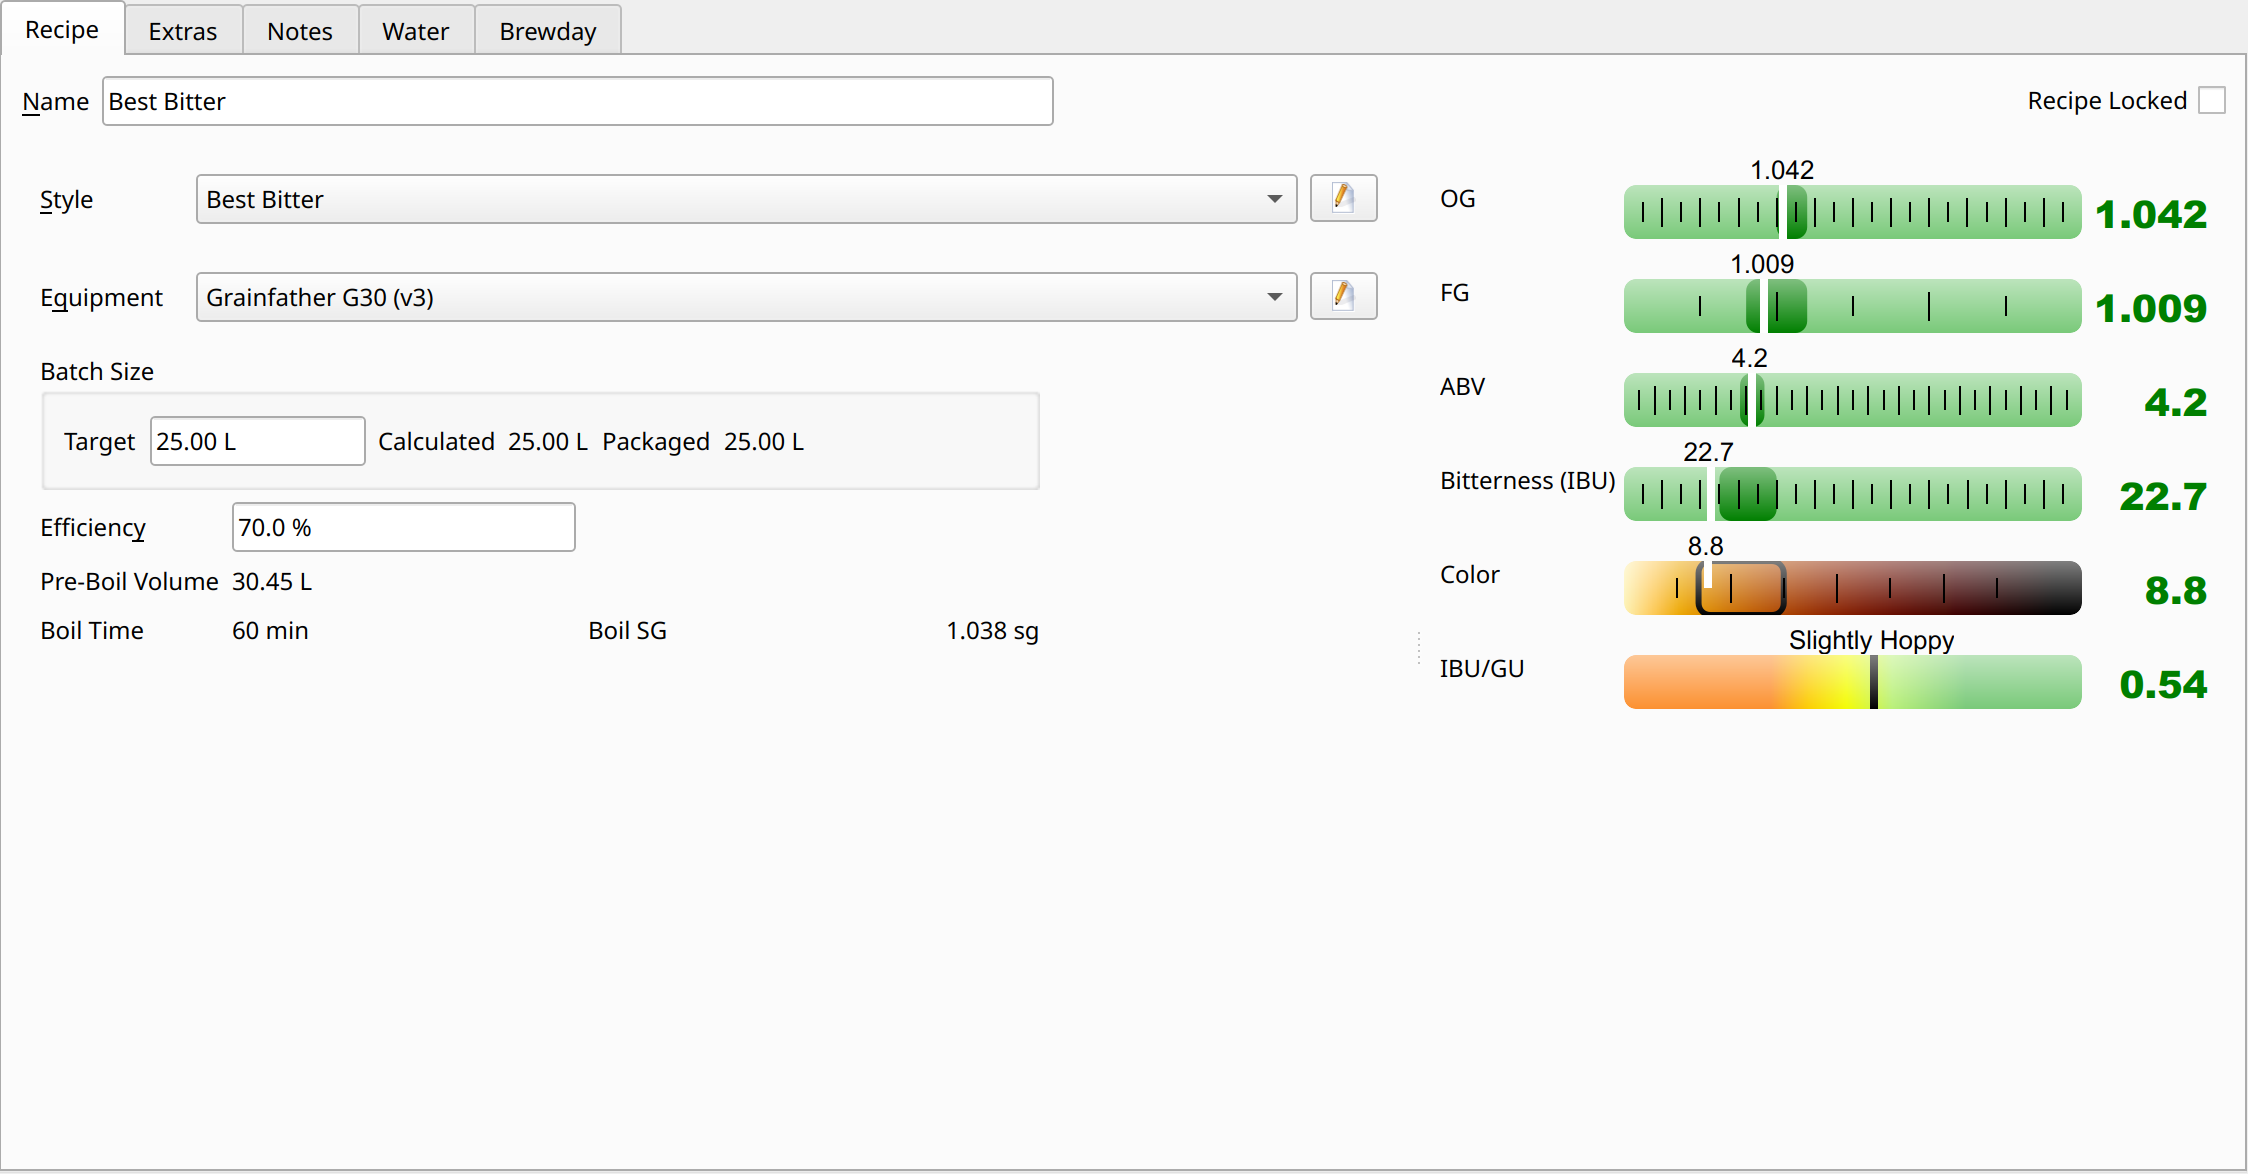 Recipe Extras Notes Water Brewday
Name Best Bitter Recipe Locked
Style Best Bitter
Equipment Grainfather G30 (v3)
Batch Size
Target 25.00 L Calculated 25.00 L Packaged 25.00 L
Efficiency 70.0 %
Pre-Boil Volume 30.45 L
Boil Time 60 min Boil SG 1.038 sg
1.042
OG 1.042
1.009
FG 1.009
4.2
ABV 4.2
22.7
Bitterness (IBU) 22.7
8.8
Color 8.8
Slightly Hoppy
IBU/GU 0.54